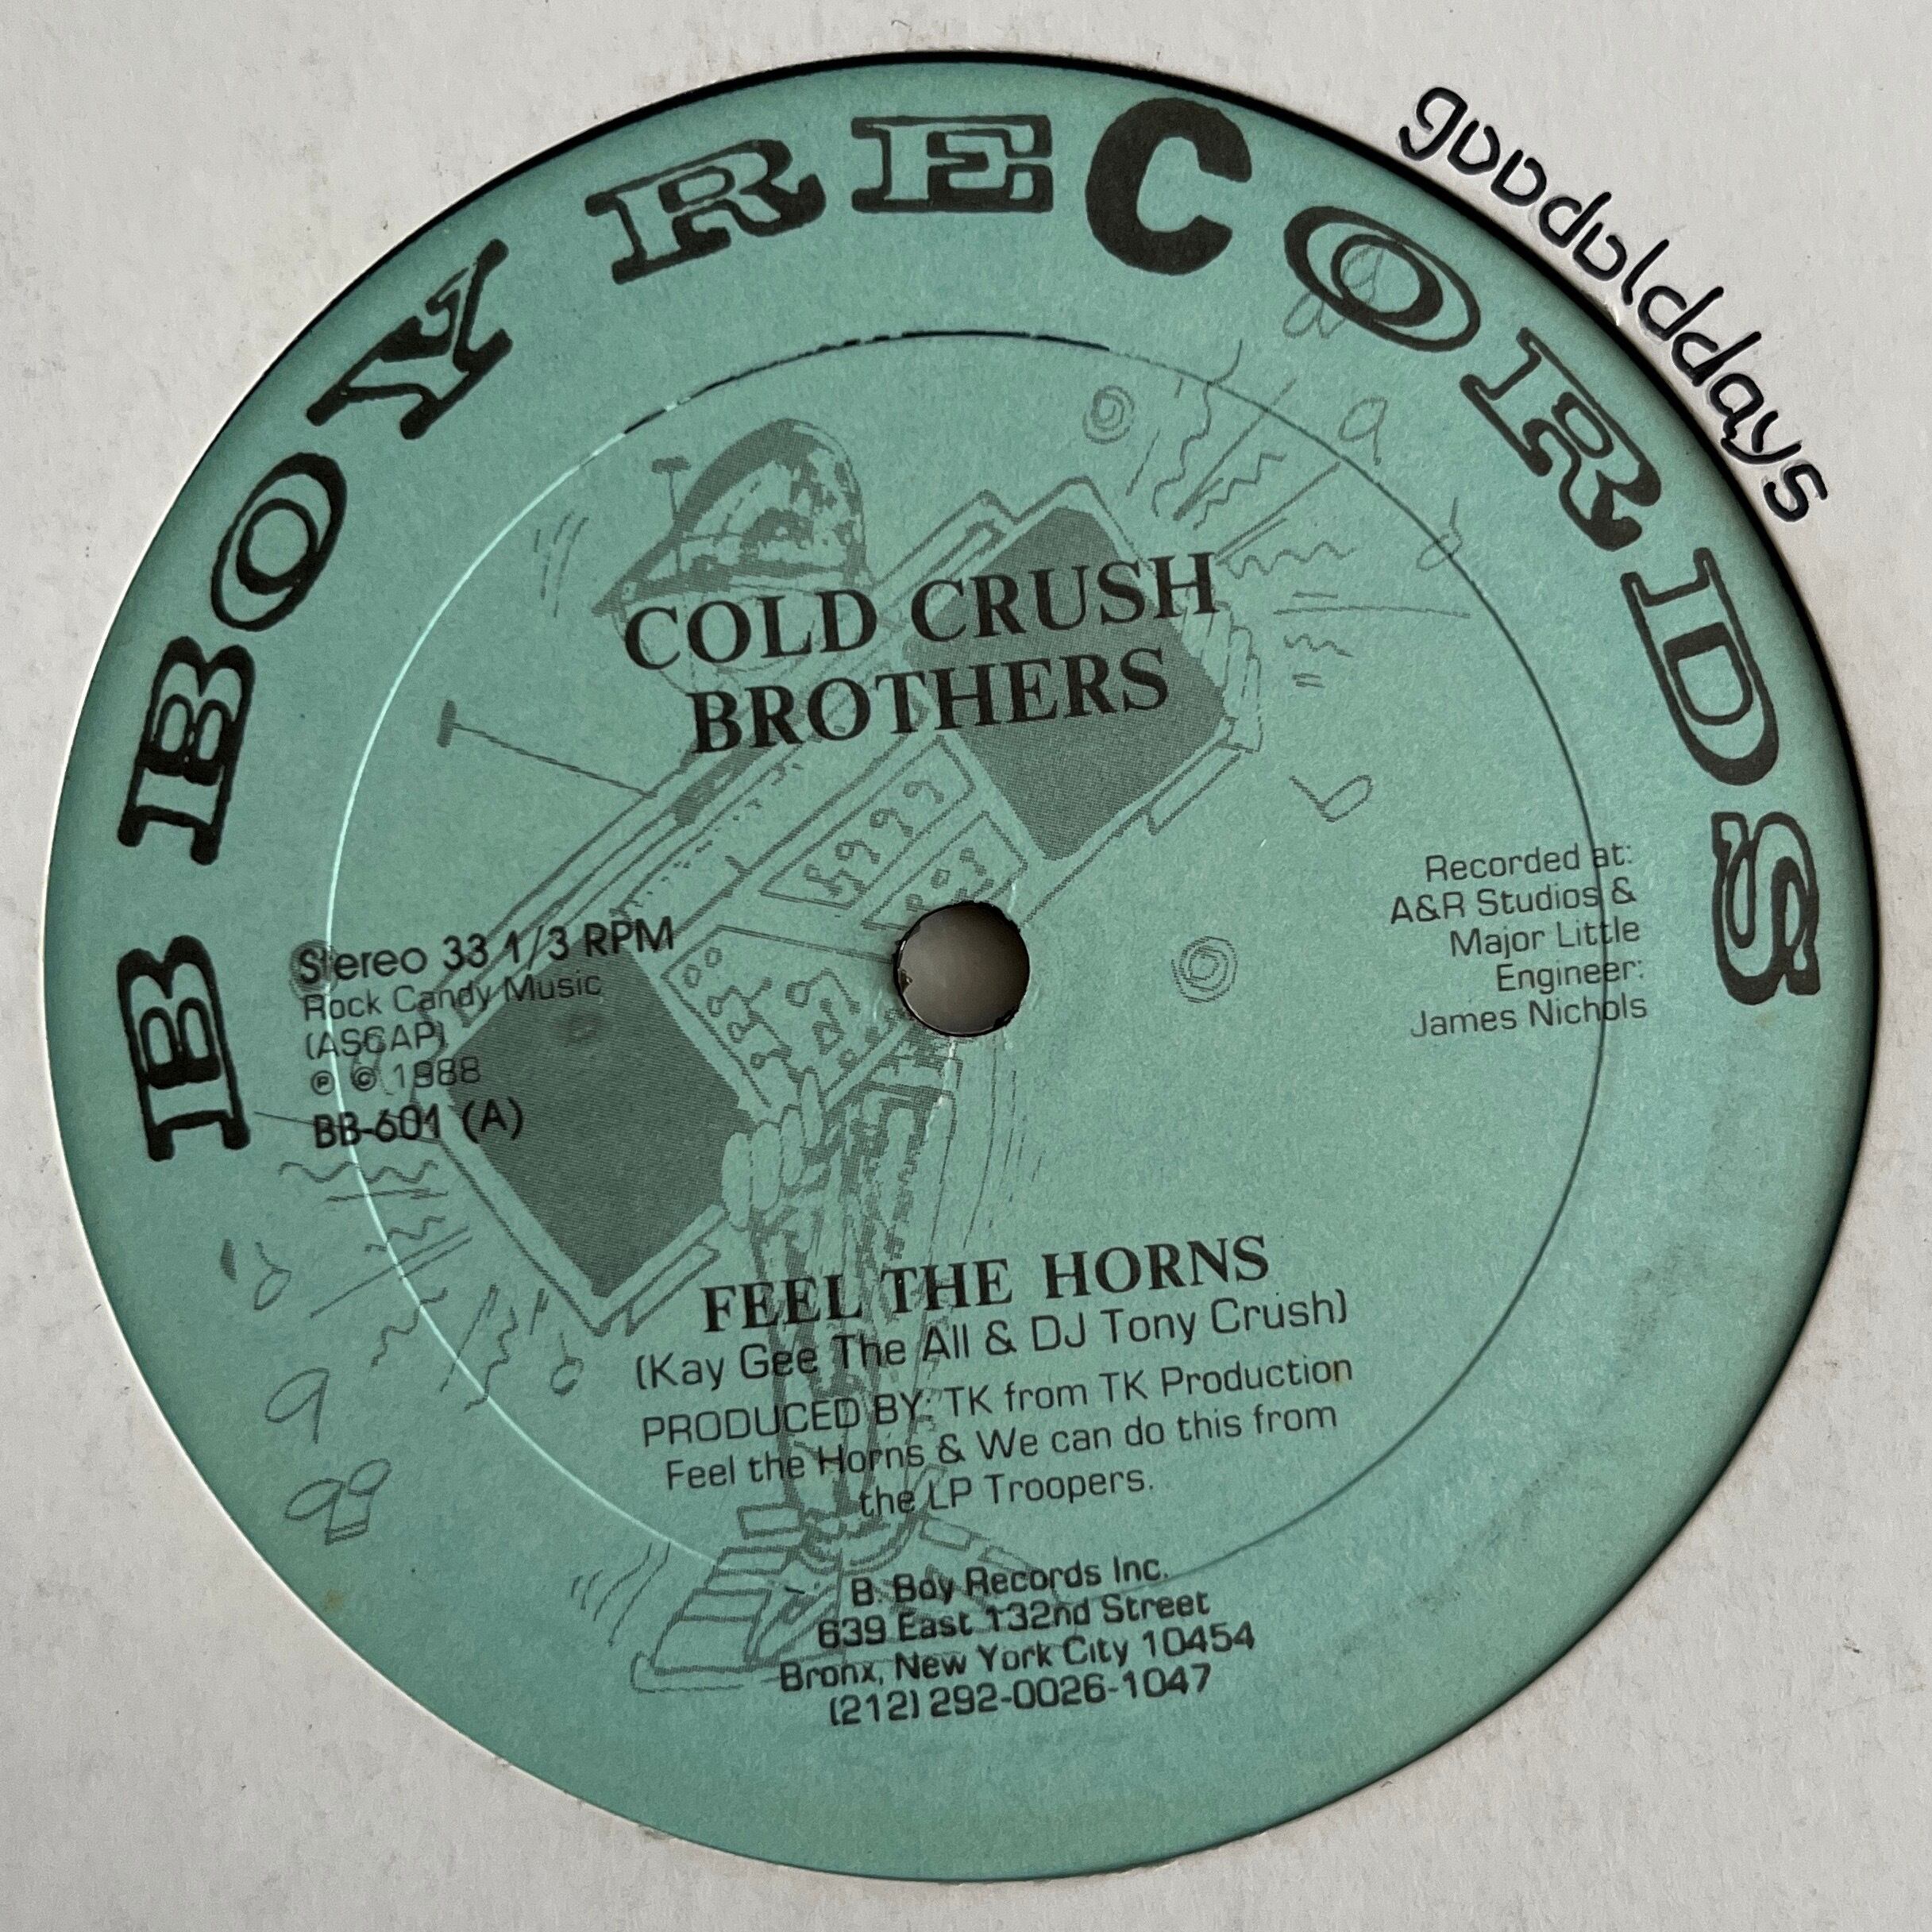 B BOY RECORDS
goodolddays
COLD CRUSH
BROTHERS
Stereo 33 1/3 RPM
Rock Candy Music
(ASCAP)
℗ © 1988
BB-601 (A)
Recorded at:
A&R Studios &
Major Little
Engineer:
James Nichols
FEEL THE HORNS
(Kay Gee The All & DJ Tony Crush)
PRODUCED BY: TK from TK Production
Feel the Horns & We can do this from
the LP Troopers.
B. Boy Records Inc.
639 East 132nd Street
Bronx, New York City 10454
(212) 292-0026-1047